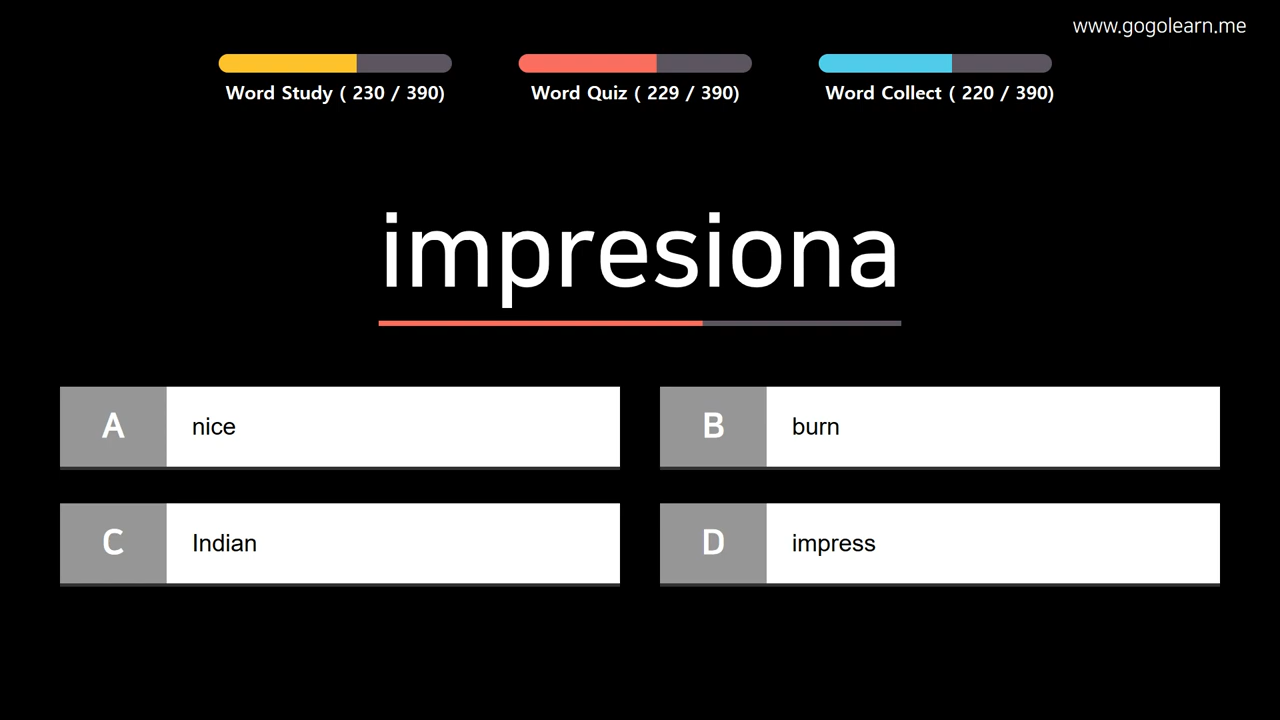 www.gogolearn.me
Word Study ( 230 / 390)
Word Quiz ( 229 / 390)
Word Collect ( 220 / 390)
impresiona
A nice
B burn
C Indian
D impress